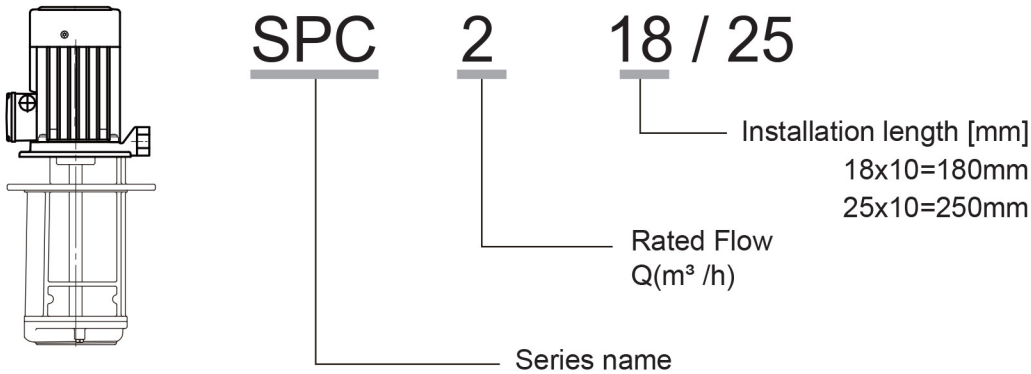 SPC 2 18 / 25
Installation length [mm]
18x10=180mm
25x10=250mm
Rated Flow
Q(m³ /h)
Series name